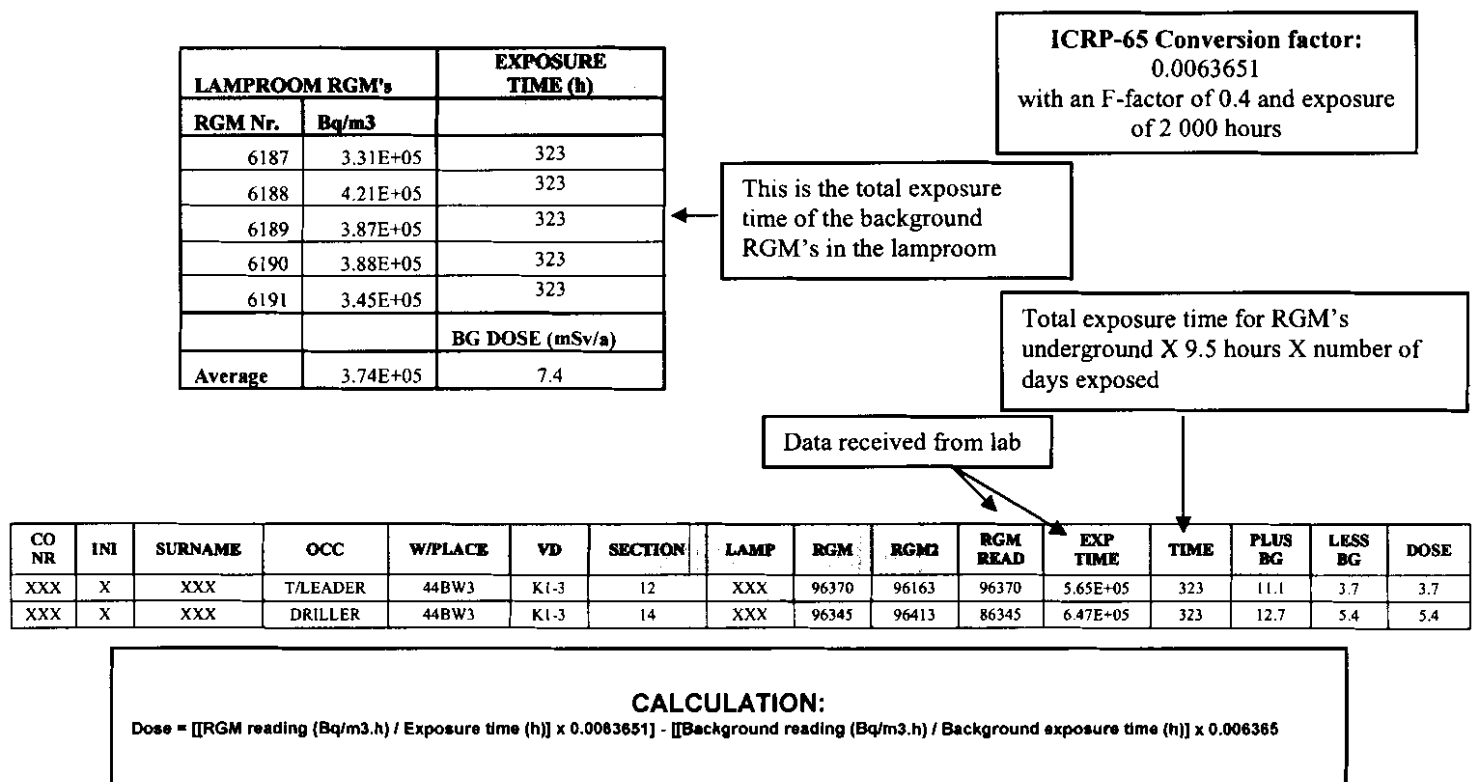 ICRP-65 Conversion factor:
0.0063651
with an F-factor of 0.4 and exposure
of 2 000 hours
LAMPROOM RGM's EXPOSURE TIME (h)
RGM Nr. Bq/m3
6187 3.31E+05 323
6188 4.21E+05 323
6189 3.87E+05 323
6190 3.88E+05 323
6191 3.45E+05 323
BG DOSE (mSv/a)
Average 3.74E+05 7.4
This is the total exposure
time of the background
RGM's in the lamproom
Total exposure time for RGM's
underground X 9.5 hours X number of
days exposed
Data received from lab
CO NR INI SURNAME OCC W/PLACE VD SECTION LAMP RGM RGM2 RGM READ EXP TIME TIME PLUS BG LESS BG DOSE
XXX X XXX T/LEADER 44BW3 K1-3 12 XXX 96370 96163 96370 5.65E+05 323 11.1 3.7 3.7
XXX X XXX DRILLER 44BW3 K1-3 14 XXX 96345 96413 86345 6.47E+05 323 12.7 5.4 5.4
CALCULATION:
Dose = [[RGM reading (Bq/m3.h) / Exposure time (h)] x 0.0063651] - [[Background reading (Bq/m3.h) / Background exposure time (h)] x 0.006365